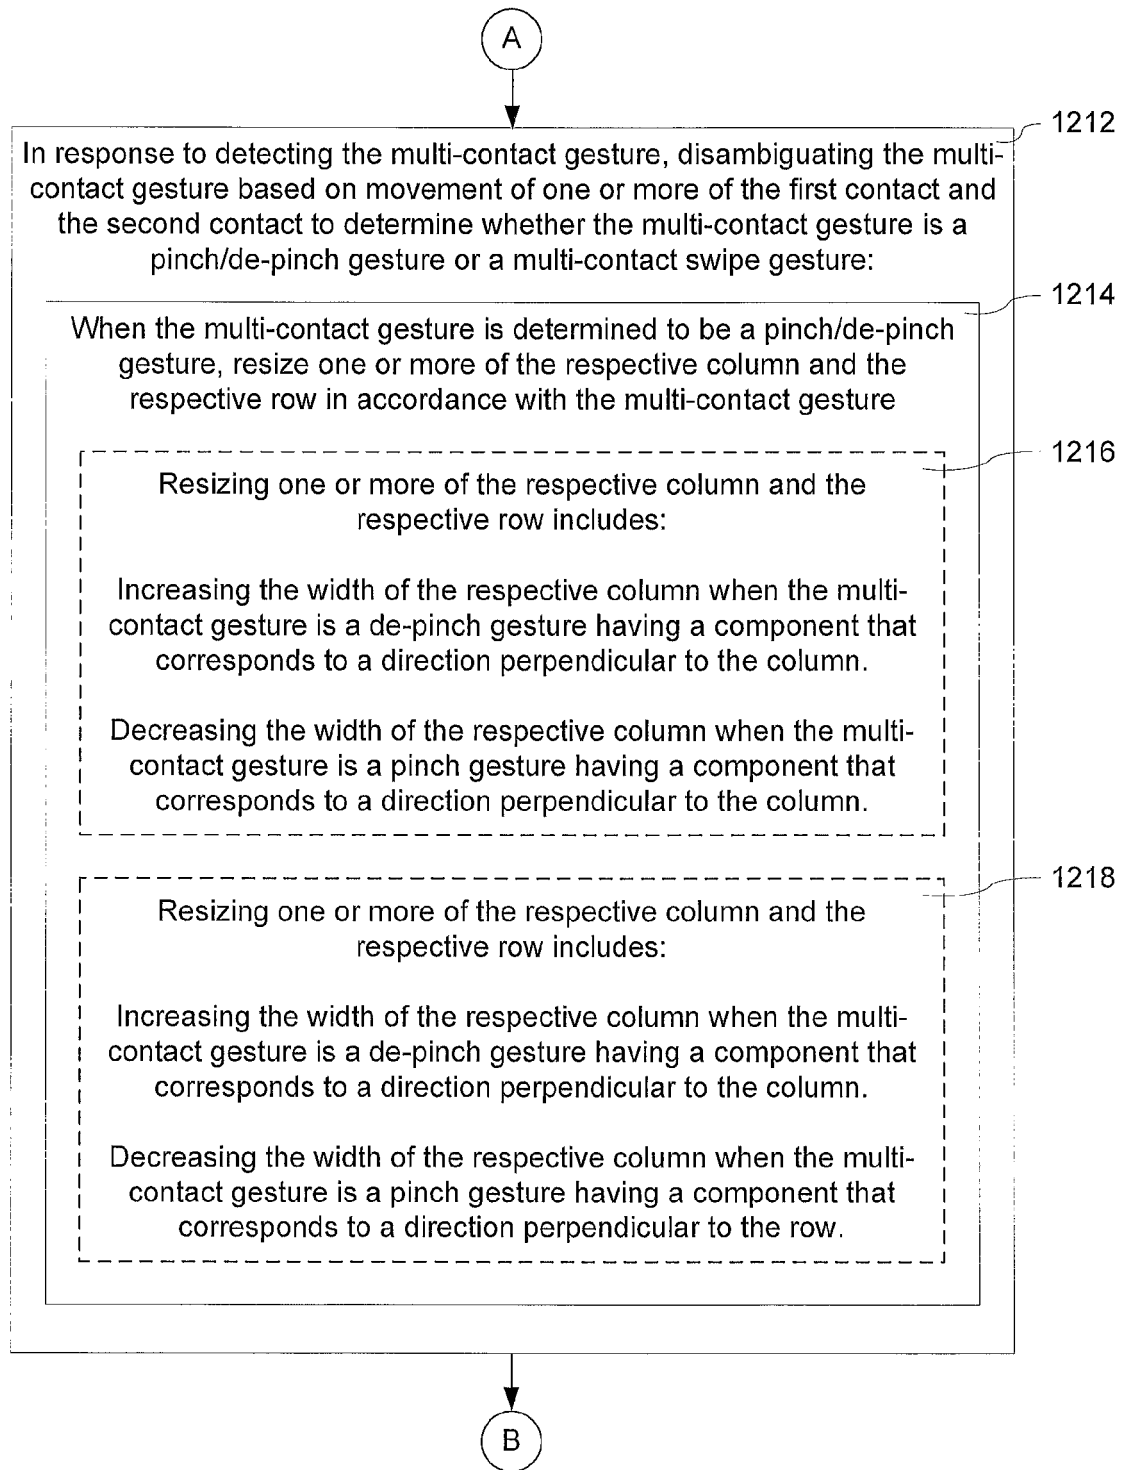 A
1212
In response to detecting the multi-contact gesture, disambiguating the multi-
contact gesture based on movement of one or more of the first contact and
the second contact to determine whether the multi-contact gesture is a
pinch/de-pinch gesture or a multi-contact swipe gesture:
1214
When the multi-contact gesture is determined to be a pinch/de-pinch
gesture, resize one or more of the respective column and the
respective row in accordance with the multi-contact gesture
1216
Resizing one or more of the respective column and the
respective row includes:
Increasing the width of the respective column when the multi-
contact gesture is a de-pinch gesture having a component that
corresponds to a direction perpendicular to the column.
Decreasing the width of the respective column when the multi-
contact gesture is a pinch gesture having a component that
corresponds to a direction perpendicular to the column.
1218
Resizing one or more of the respective column and the
respective row includes:
Increasing the width of the respective column when the multi-
contact gesture is a de-pinch gesture having a component that
corresponds to a direction perpendicular to the column.
Decreasing the width of the respective column when the multi-
contact gesture is a pinch gesture having a component that
corresponds to a direction perpendicular to the row.
B